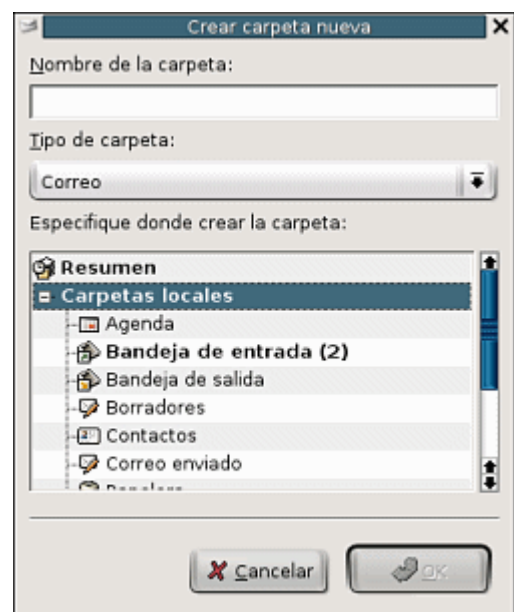 Crear carpeta nueva
Nombre de la carpeta:
Tipo de carpeta:
Correo
Especifique donde crear la carpeta:
Resumen
Carpetas locales
Agenda
Bandeja de entrada (2)
Bandeja de salida
Borradores
Contactos
Correo enviado
Cancelar
OK